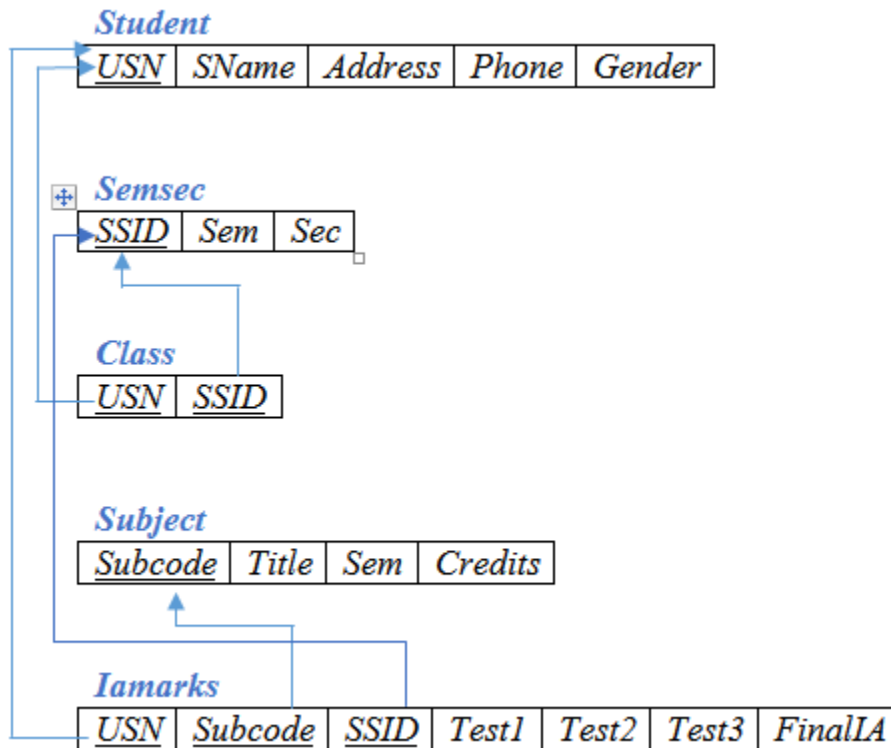 Student
USN SName Address Phone Gender
Semsec
SSID Sem Sec
Class
USN SSID
Subject
Subcode Title Sem Credits
Iamarks
USN Subcode SSID Test1 Test2 Test3 FinalIA